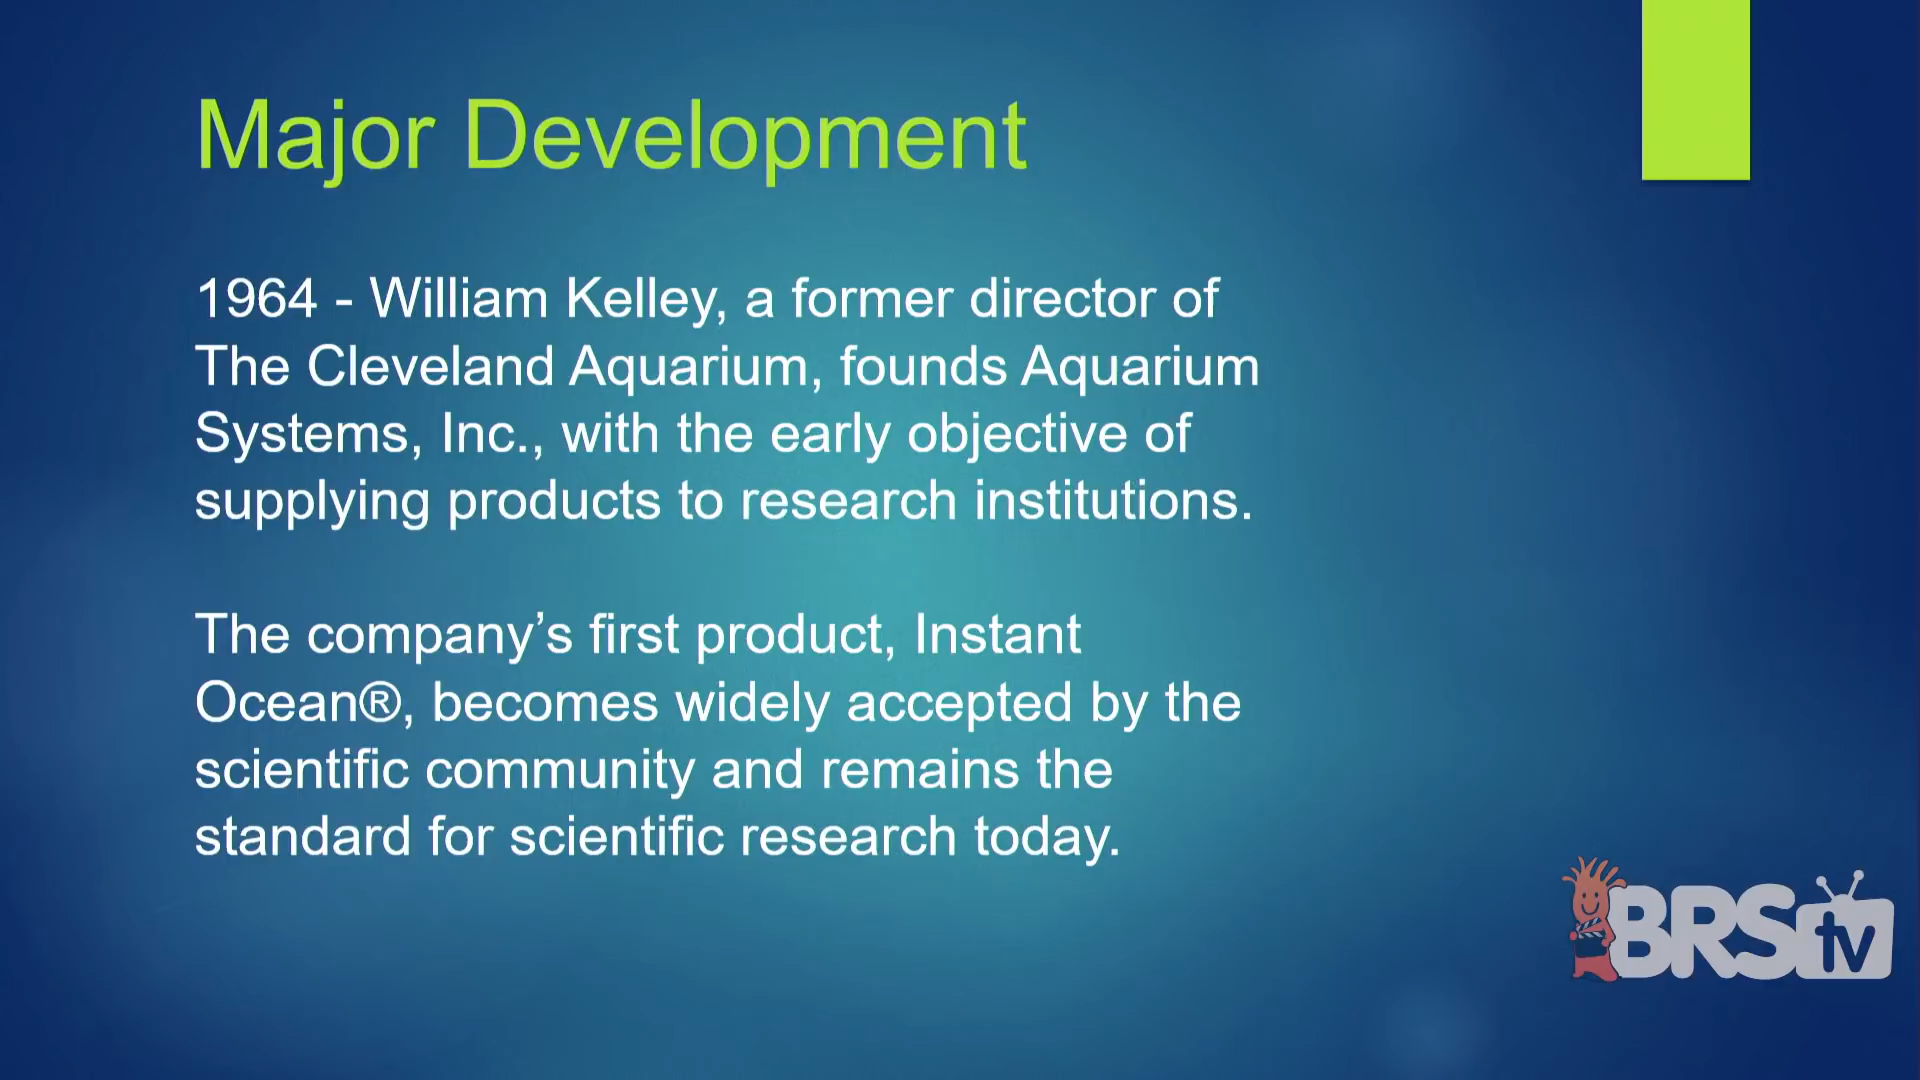 Major Development
1964 - William Kelley, a former director of
The Cleveland Aquarium, founds Aquarium
Systems, Inc., with the early objective of
supplying products to research institutions.
The company’s first product, Instant
Ocean®, becomes widely accepted by the
scientific community and remains the
standard for scientific research today.
BRS tv